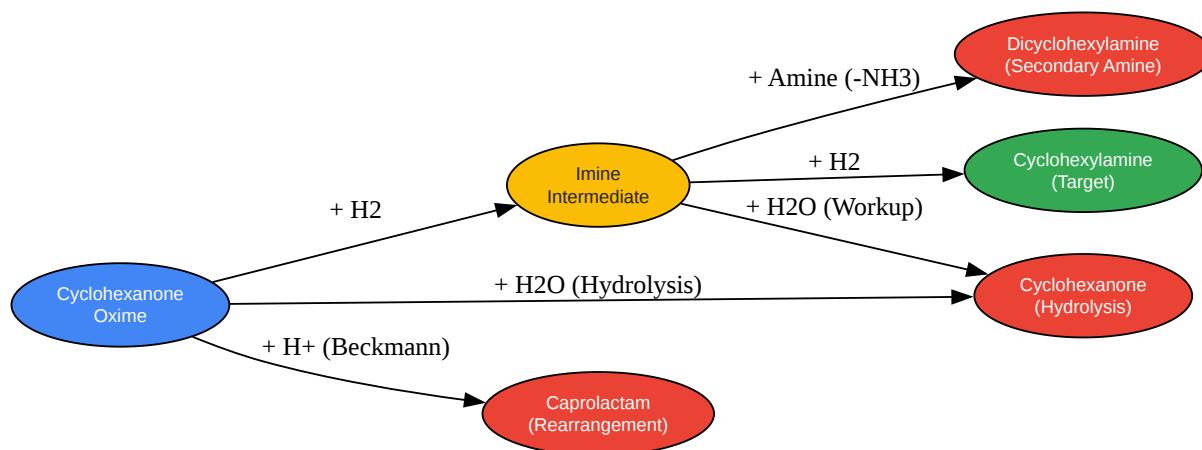 Dicyclohexylamine
(Secondary Amine)
+ Amine (-NH3)
Cyclohexylamine
(Target)
+ H2
Imine
Intermediate
+ H2
+ H2O (Workup)
Cyclohexanone
Oxime
+ H2O (Hydrolysis)
Cyclohexanone
(Hydrolysis)
+ H+ (Beckmann)
Caprolactam
(Rearrangement)